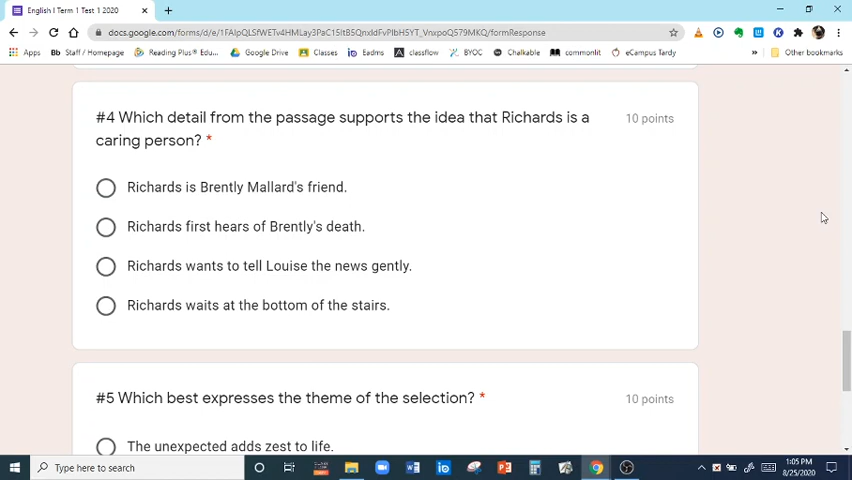 English I Term 1 Test 1 2020
docs.google.com/forms/d/e/1FAIpQLSfWETv4HMLay3PaC15It85QnxldFvPIbH5YT_VnxpoQ579MKQ/formResponse
Apps Bb Staff / Homepage Reading Plus® Edu... Google Drive Classes Eadms classflow BYOC Chalkable commonlit eCampus Tardy » Other bookmarks
#4 Which detail from the passage supports the idea that Richards is a 10 points
caring person? *
Richards is Brently Mallard's friend.
Richards first hears of Brently's death.
Richards wants to tell Louise the news gently.
Richards waits at the bottom of the stairs.
#5 Which best expresses the theme of the selection? * 10 points
The unexpected adds zest to life.
Type here to search
1:05 PM
8/25/2020